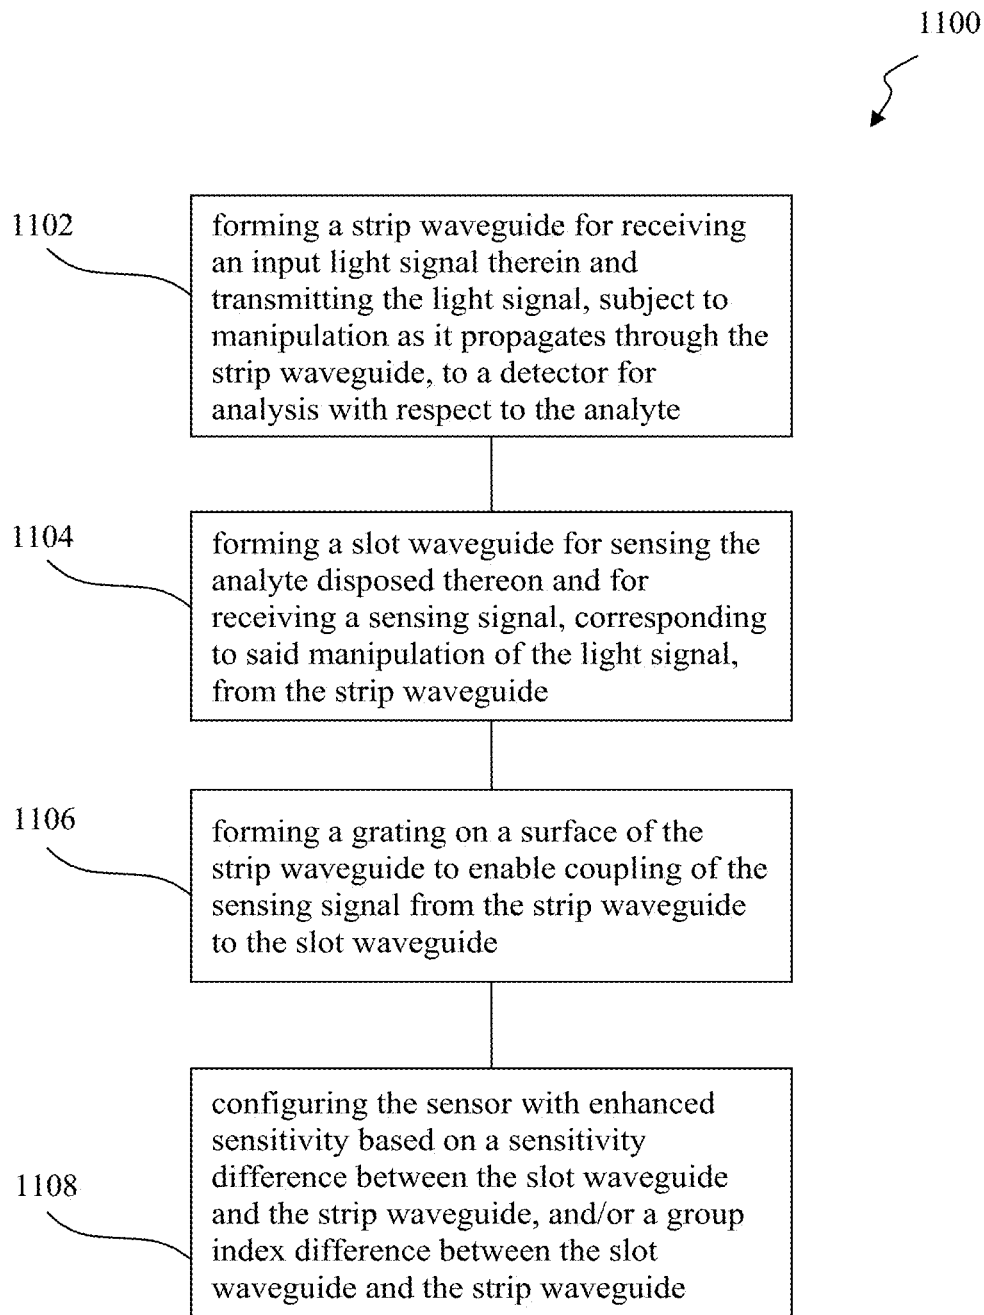 1100
1102
forming a strip waveguide for receiving
an input light signal therein and
transmitting the light signal, subject to
manipulation as it propagates through the
strip waveguide, to a detector for
analysis with respect to the analyte
1104
forming a slot waveguide for sensing the
analyte disposed thereon and for
receiving a sensing signal, corresponding
to said manipulation of the light signal,
from the strip waveguide
1106
forming a grating on a surface of the
strip waveguide to enable coupling of the
sensing signal from the strip waveguide
to the slot waveguide
1108
configuring the sensor with enhanced
sensitivity based on a sensitivity
difference between the slot waveguide
and the strip waveguide, and/or a group
index difference between the slot
waveguide and the strip waveguide